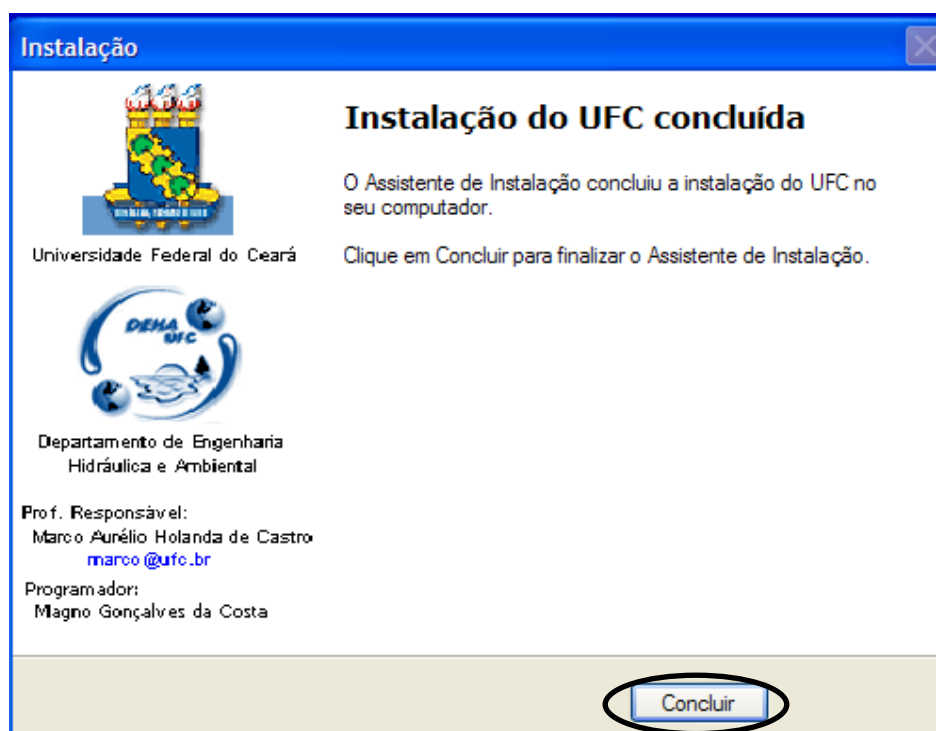 Instalação
Universidade Federal do Ceará
DEHA
UFC
Departamento de Engenharia
Hidráulica e Ambiental
Prof. Responsável:
Marco Aurélio Holanda de Castro
marco@ufc.br
Programador:
Magno Gonçalves da Costa
Instalação do UFC concluída
O Assistente de Instalação concluiu a instalação do UFC no
seu computador.
Clique em Concluir para finalizar o Assistente de Instalação.
Concluir